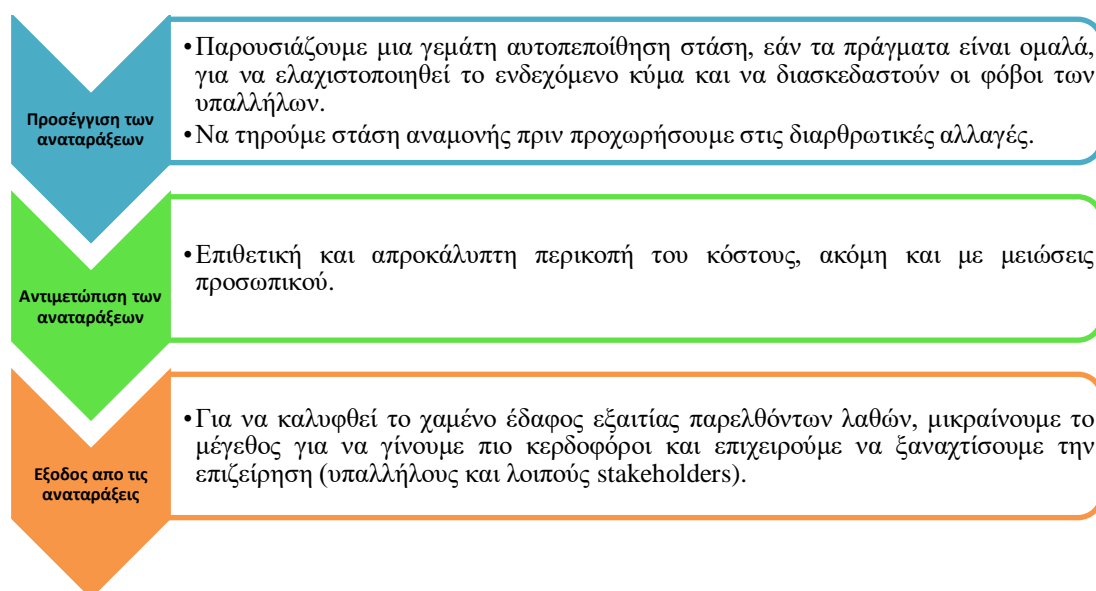 Προσέγγιση των
αναταράξεων
•Παρουσιάζουμε μια γεμάτη αυτοπεποίθηση στάση, εάν τα πράγματα είναι ομαλά,
για να ελαχιστοποιηθεί το ενδεχόμενο κύμα και να διασκεδαστούν οι φόβοι των
υπαλλήλων.
•Να τηρούμε στάση αναμονής πριν προχωρήσουμε στις διαρθρωτικές αλλαγές.
Αντιμετώπιση των
αναταράξεων
•Επιθετική και απροκάλυπτη περικοπή του κόστους, ακόμη και με μειώσεις
προσωπικού.
Εξοδος απο τις
αναταράξεις
•Για να καλυφθεί το χαμένο έδαφος εξαιτίας παρελθόντων λαθών, μικραίνουμε το
μέγεθος για να γίνουμε πιο κερδοφόροι και επιχειρούμε να ξαναχτίσουμε την
επιζείρηση (υπαλλήλους και λοιπούς stakeholders).